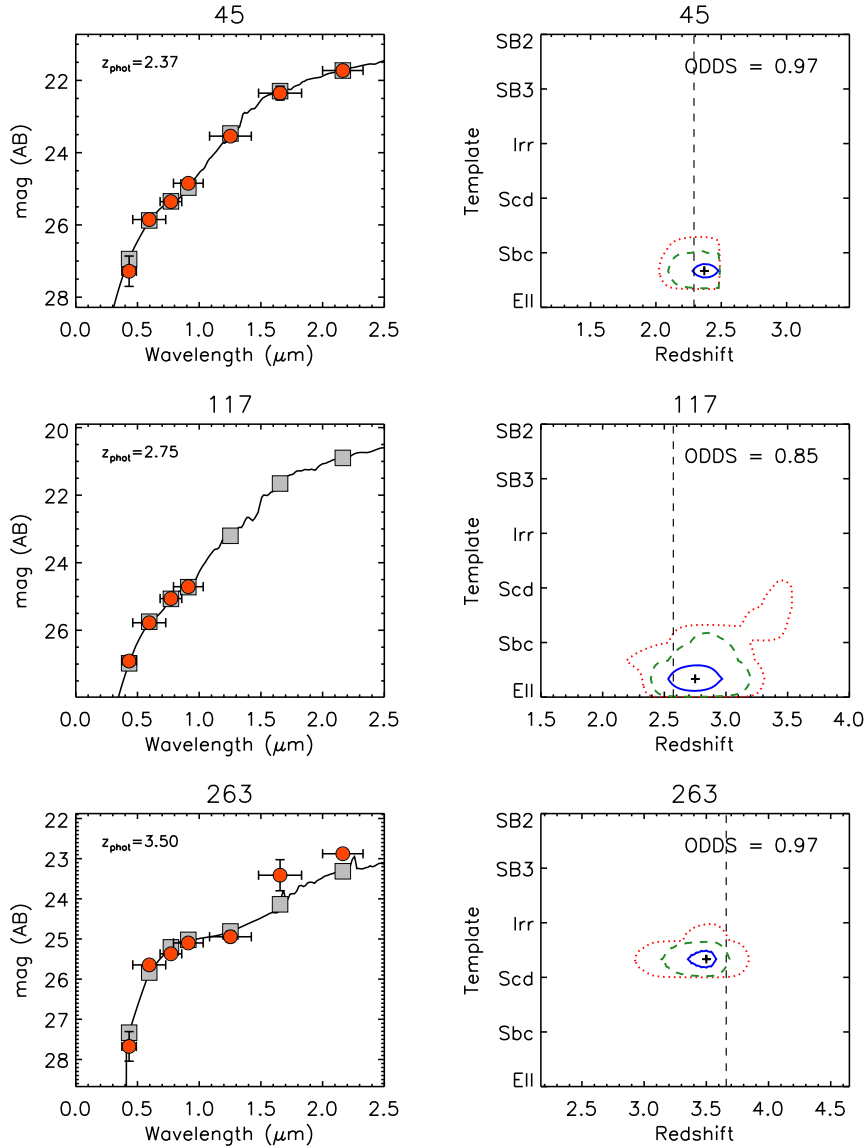 45
z_phot=2.37
mag (AB)
22
24
26
28
0.0 0.5 1.0 1.5 2.0 2.5
Wavelength (μm)
45
ODDS = 0.97
Template
SB2
SB3
Irr
Scd
Sbc
Ell
1.5 2.0 2.5 3.0 3.5
Redshift
117
z_phot=2.75
mag (AB)
20
22
24
26
0.0 0.5 1.0 1.5 2.0 2.5
Wavelength (μm)
117
ODDS = 0.85
Template
SB2
SB3
Irr
Scd
Sbc
Ell
1.5 2.0 2.5 3.0 3.5 4.0
Redshift
263
z_phot=3.50
mag (AB)
22
23
24
25
26
27
28
0.0 0.5 1.0 1.5 2.0 2.5
Wavelength (μm)
263
ODDS = 0.97
Template
SB2
SB3
Irr
Scd
Sbc
Ell
2.5 3.0 3.5 4.0 4.5
Redshift